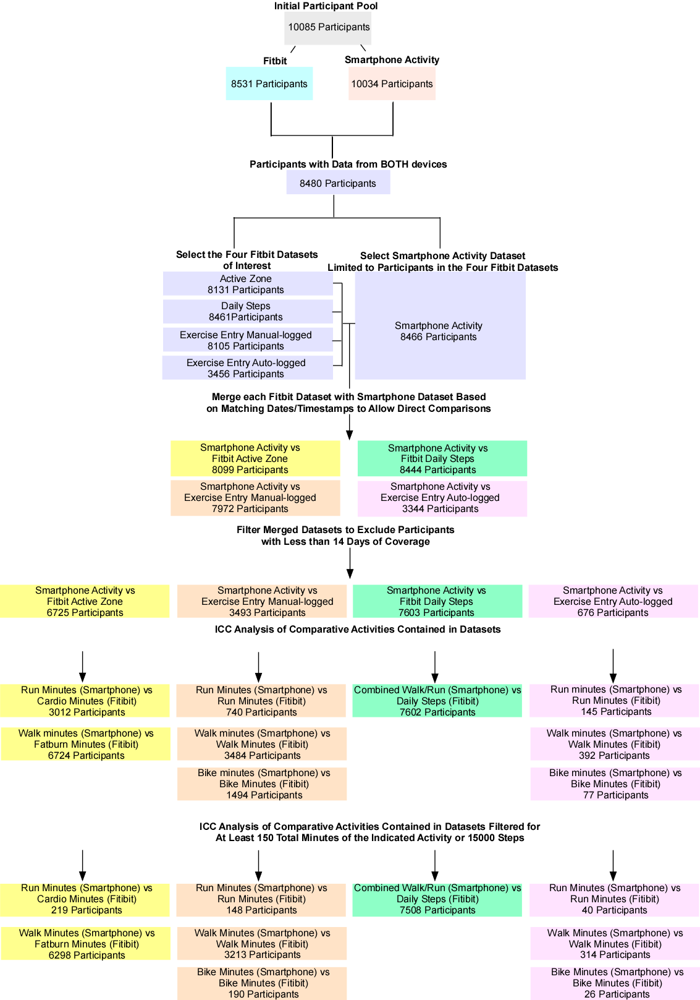 Initial Participant Pool
10085 Participants
Fitbit
8531 Participants
Smartphone Activity
10034 Participants
Participants with Data from BOTH devices
8480 Participants
Select the Four Fitbit Datasets
of Interest
Active Zone
8131 Participants
Daily Steps
8461Participants
Exercise Entry Manual-logged
8105 Participants
Exercise Entry Auto-logged
3456 Participants
Select Smartphone Activity Dataset
Limited to Participants in the Four Fitbit Datasets
Smartphone Activity
8466 Participants
Merge each Fitbit Dataset with Smartphone Dataset Based
on Matching Dates/Timestamps to Allow Direct Comparisons
Smartphone Activity vs
Fitbit Active Zone
8099 Participants
Smartphone Activity vs
Fitbit Daily Steps
8444 Participants
Smartphone Activity vs
Exercise Entry Manual-logged
7972 Participants
Smartphone Activity vs
Exercise Entry Auto-logged
3344 Participants
Filter Merged Datasets to Exclude Participants
with Less than 14 Days of Coverage
Smartphone Activity vs
Fitbit Active Zone
6725 Participants
Smartphone Activity vs
Exercise Entry Manual-logged
3493 Participants
Smartphone Activity vs
Fitbit Daily Steps
7603 Participants
Smartphone Activity vs
Exercise Entry Auto-logged
676 Participants
ICC Analysis of Comparative Activities Contained in Datasets
Run Minutes (Smartphone) vs
Cardio Minutes (Fitibit)
3012 Participants
Walk minutes (Smartphone) vs
Fatburn Minutes (Fitibit)
6724 Participants
Run Minutes (Smartphone) vs
Run Minutes (Fitibit)
740 Participants
Walk minutes (Smartphone) vs
Walk Minutes (Fitibit)
3484 Participants
Bike minutes (Smartphone) vs
Bike Minutes (Fitibit)
1494 Participants
Combined Walk/Run (Smartphone) vs
Daily Steps (Fitibit)
7602 Participants
Run minutes (Smartphone) vs
Run Minutes (Fitibit)
145 Participants
Walk minutes (Smartphone) vs
Walk Minutes (Fitibit)
392 Participants
Bike minutes (Smartphone) vs
Bike Minutes (Fitibit)
77 Participants
ICC Analysis of Comparative Activities Contained in Datasets Filtered for
At Least 150 Total Minutes of the Indicated Activity or 15000 Steps
Run Minutes (Smartphone) vs
Cardio Minutes (Fitibit)
219 Participants
Walk Minutes (Smartphone) vs
Fatburn Minutes (Fitibit)
6298 Participants
Run Minutes (Smartphone) vs
Run Minutes (Fitibit)
148 Participants
Walk Minutes (Smartphone) vs
Walk Minutes (Fitibit)
3213 Participants
Bike Minutes (Smartphone) vs
Bike Minutes (Fitibit)
190 Participants
Combined Walk/Run (Smartphone) vs
Daily Steps (Fitibit)
7508 Participants
Run Minutes (Smartphone) vs
Run Minutes (Fitibit)
40 Participants
Walk Minutes (Smartphone) vs
Walk Minutes (Fitibit)
314 Participants
Bike Minutes (Smartphone) vs
Bike Minutes (Fitibit)
26 Participants